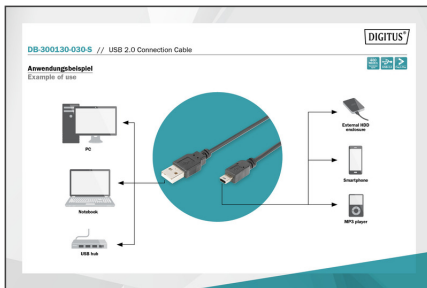 DIGITUS®
DB-300130-030-S // USB 2.0 Connection Cable
Anwendungsbeispiel
Example of use
PC
Notebook
USB hub
External HDD
enclosure
Smartphone
MP3 player